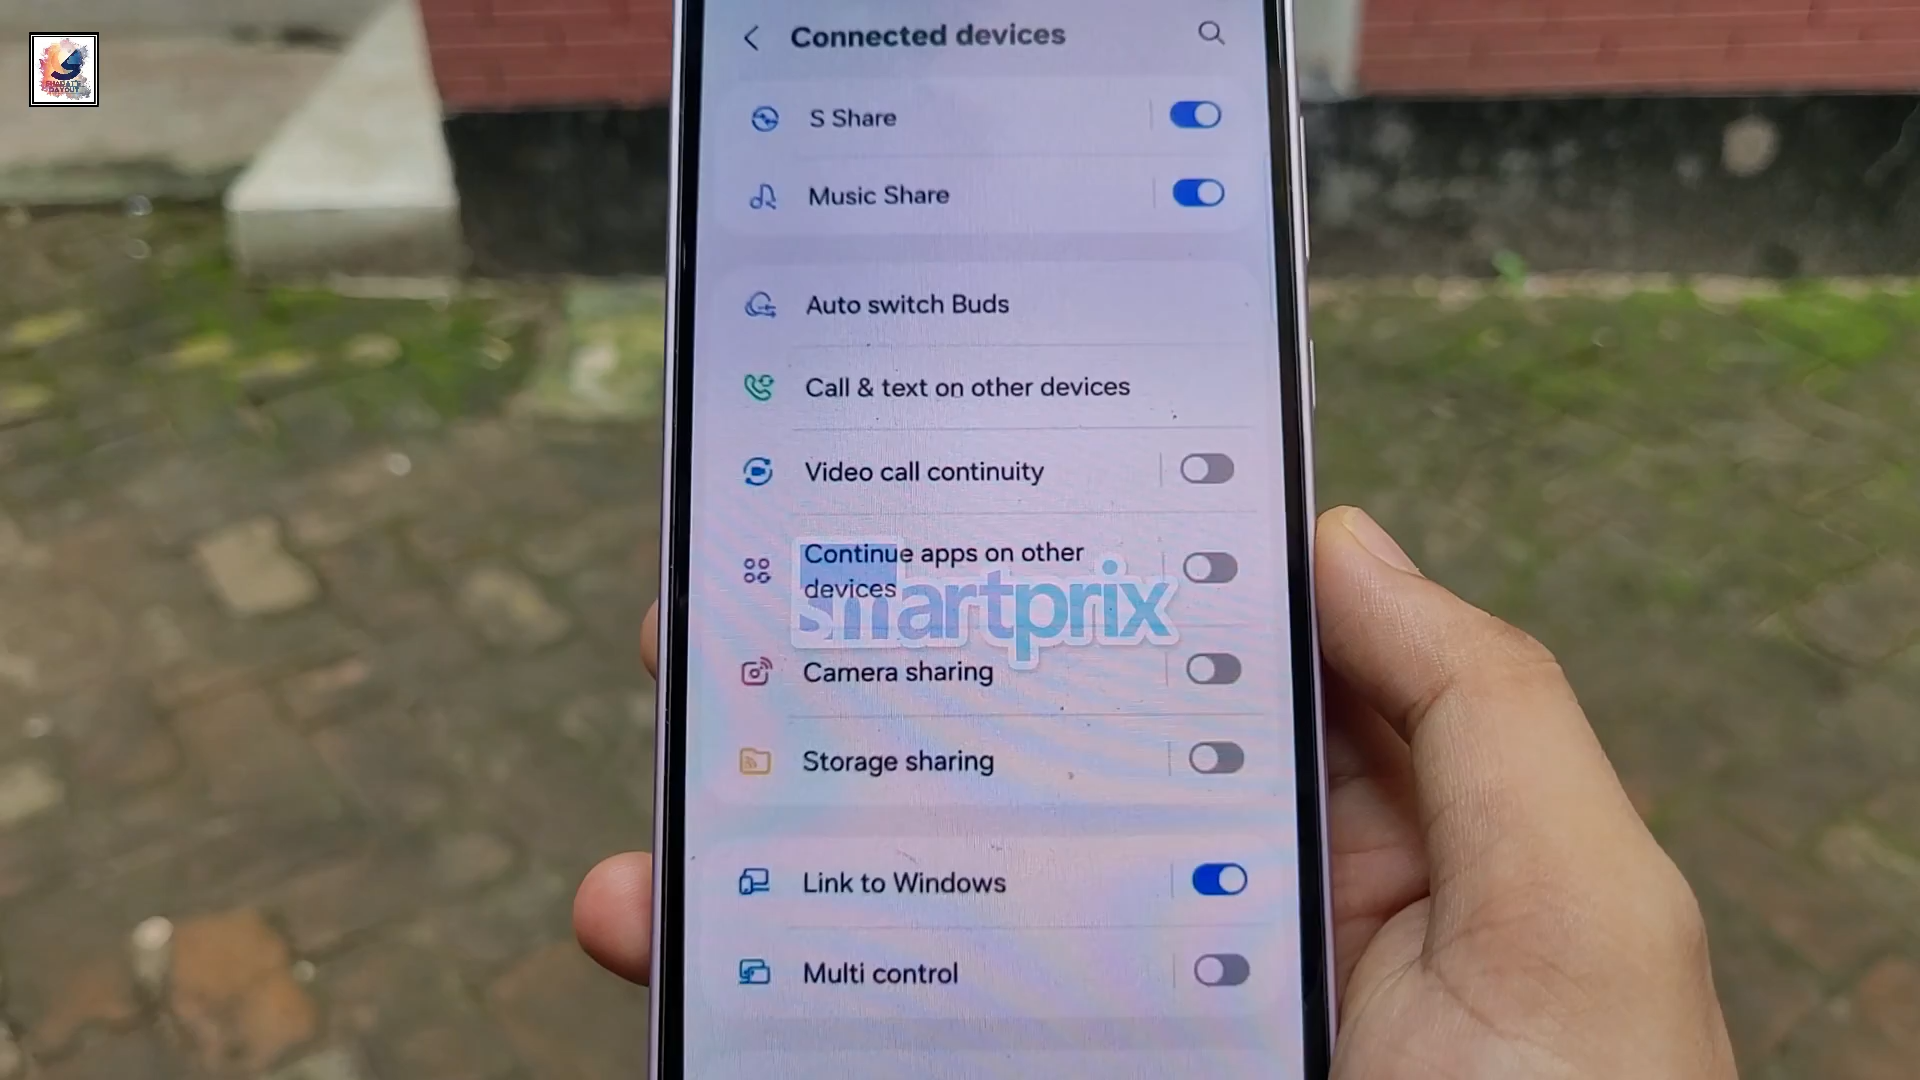 Connected devices
S Share
Music Share
Auto switch Buds
Call & text on other devices
Video call continuity
Continue apps on other
devices
smartprix
Camera sharing
Storage sharing
Link to Windows
Multi control